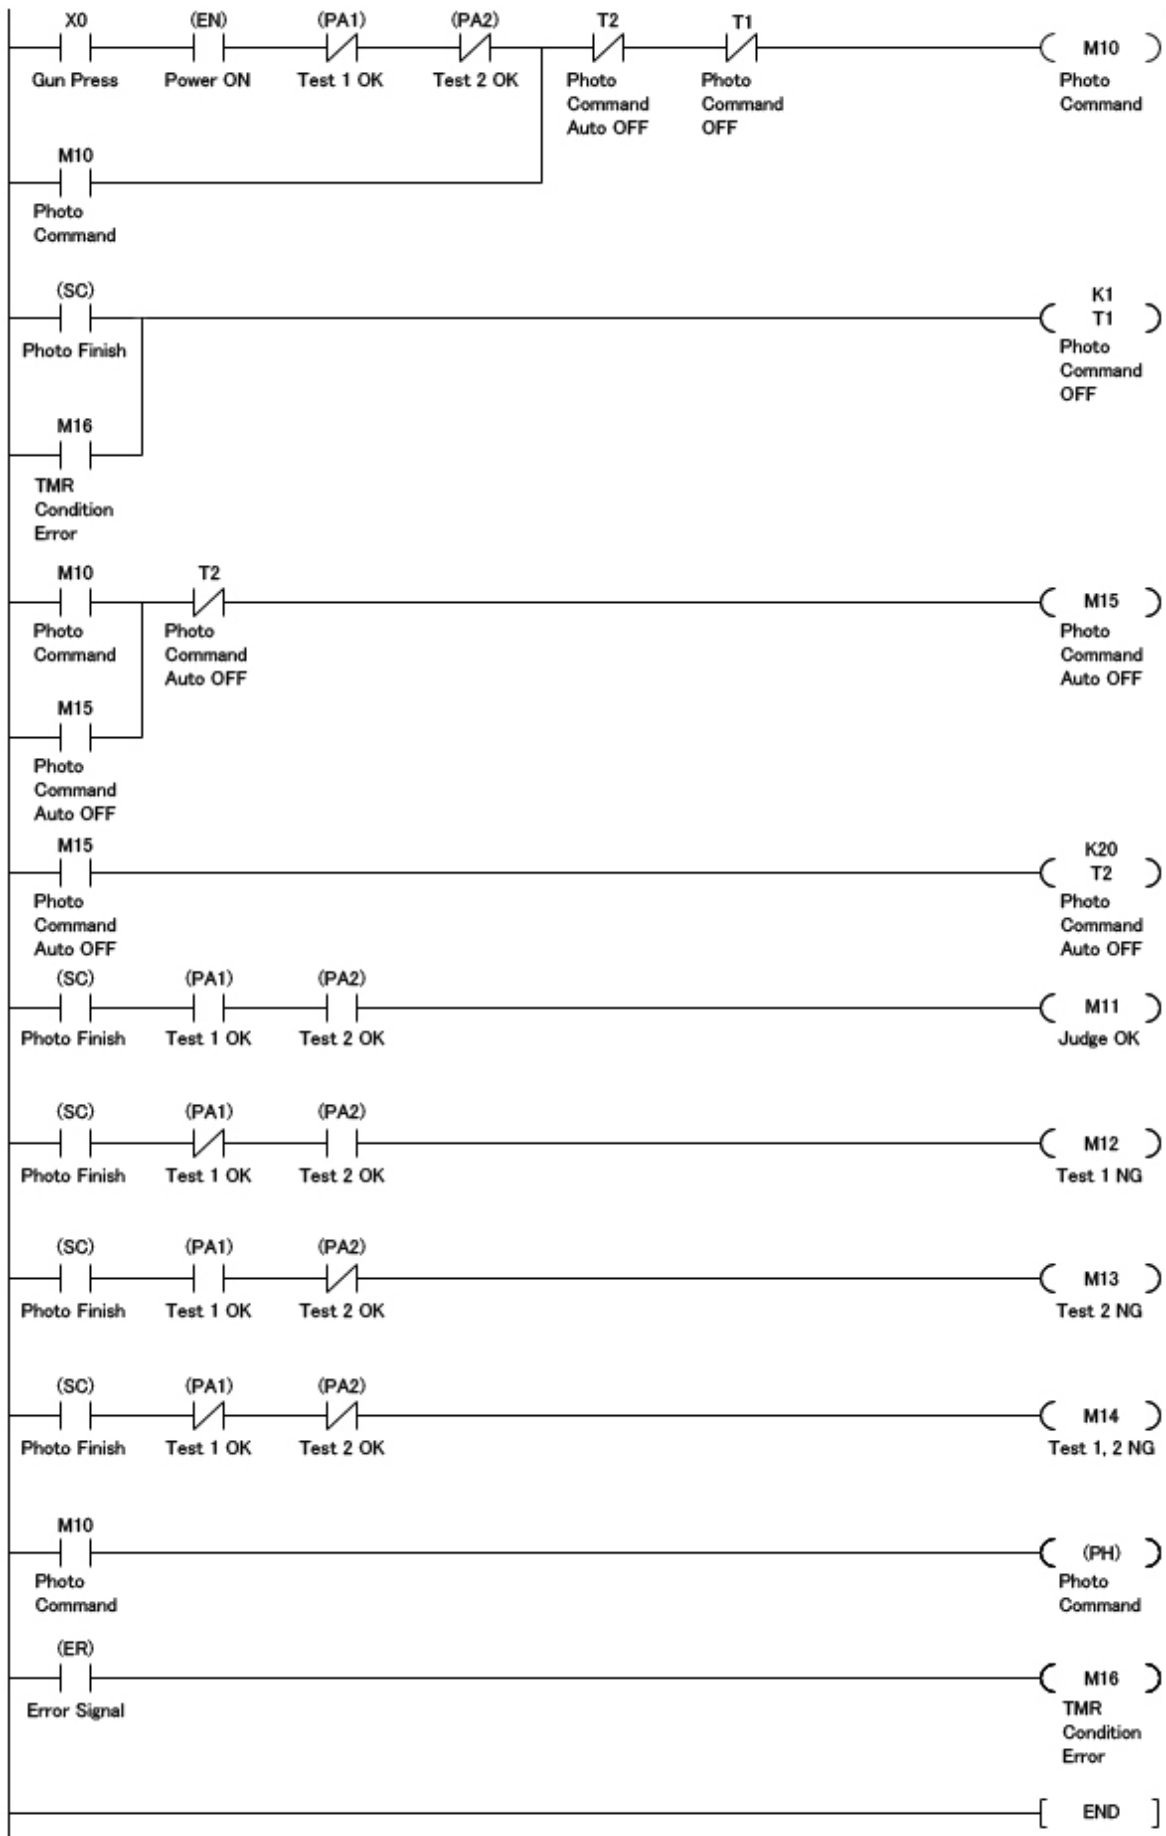 X0 (EN) (PA1) (PA2) T2 T1
M10
Gun Press Power ON Test 1 OK Test 2 OK Photo Photo Photo
Command Command Command
Auto OFF OFF
M10
Photo
Command
(SC)
K1
T1
Photo Finish Photo
Command
OFF
M16
TMR
Condition
Error
M10 T2
M15
Photo Photo Photo
Command Command Command
Auto OFF Auto OFF
M15
Photo
Command
Auto OFF
M15 K20
T2
Photo Photo
Command Command
Auto OFF Auto OFF
(SC) (PA1) (PA2)
M11
Photo Finish Test 1 OK Test 2 OK Judge OK
(SC) (PA1) (PA2)
M12
Photo Finish Test 1 OK Test 2 OK Test 1 NG
(SC) (PA1) (PA2)
M13
Photo Finish Test 1 OK Test 2 OK Test 2 NG
(SC) (PA1) (PA2)
M14
Photo Finish Test 1 OK Test 2 OK Test 1, 2 NG
M10
(PH)
Photo Photo
Command Command
(ER)
M16
Error Signal TMR
Condition
Error
END